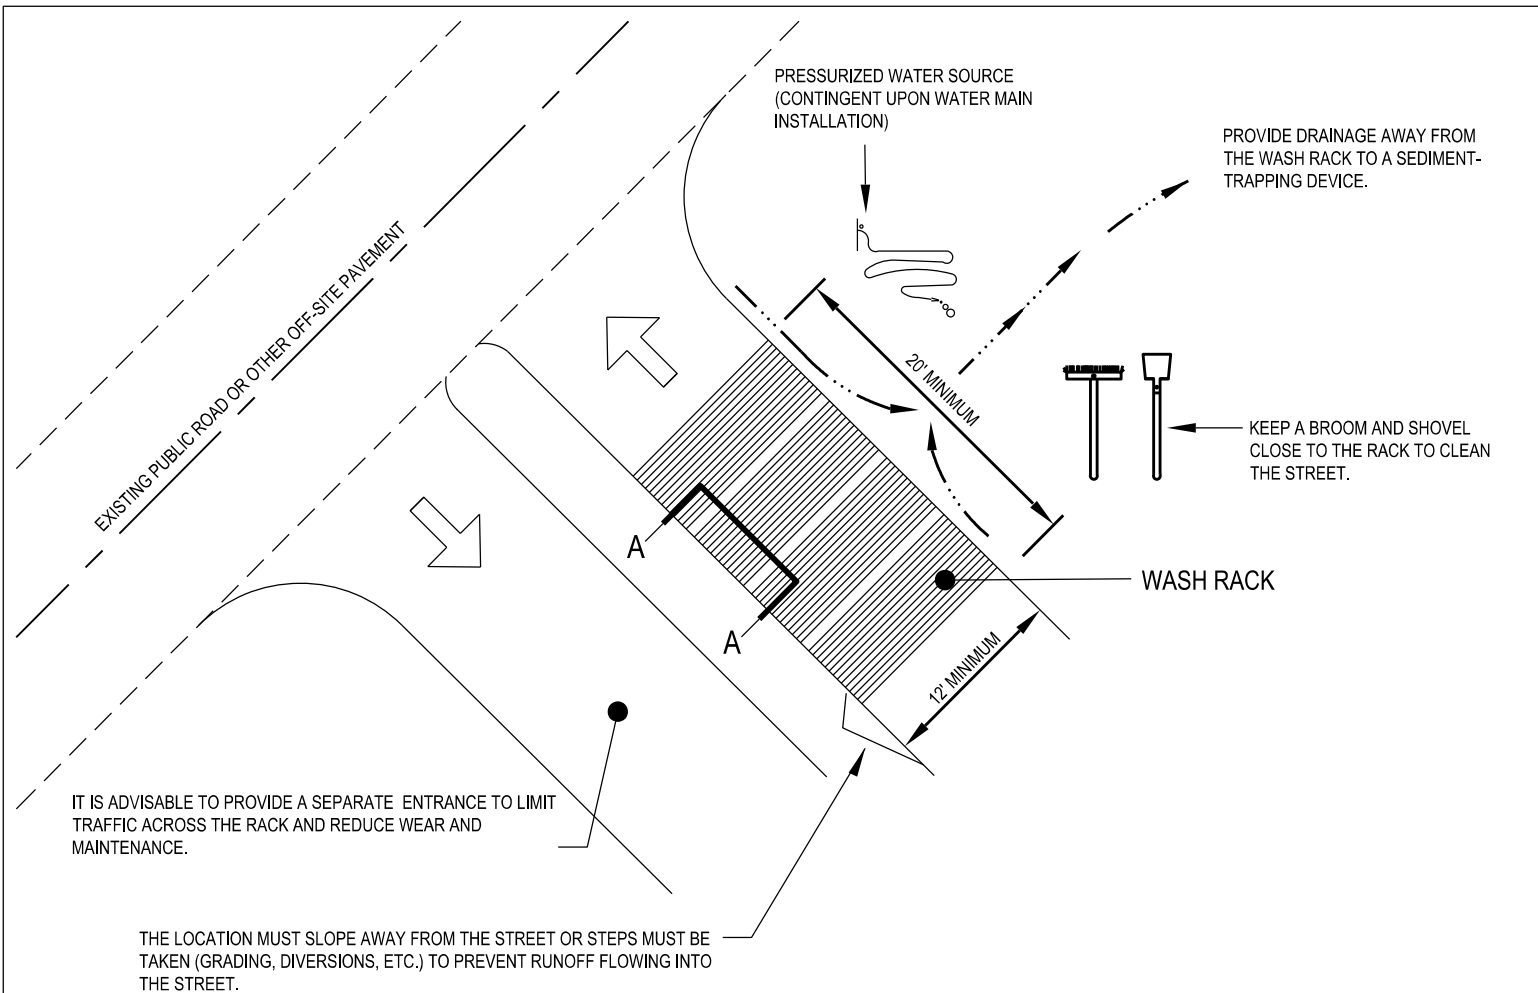 PRESSURIZED WATER SOURCE
(CONTINGENT UPON WATER MAIN
INSTALLATION)
PROVIDE DRAINAGE AWAY FROM
THE WASH RACK TO A SEDIMENT-
TRAPPING DEVICE.
EXISTING PUBLIC ROAD OR OTHER OFF-SITE PAVEMENT
20' MINIMUM
KEEP A BROOM AND SHOVEL
CLOSE TO THE RACK TO CLEAN
THE STREET.
A
WASH RACK
A
12' MINIMUM
IT IS ADVISABLE TO PROVIDE A SEPARATE ENTRANCE TO LIMIT
TRAFFIC ACROSS THE RACK AND REDUCE WEAR AND
MAINTENANCE.
THE LOCATION MUST SLOPE AWAY FROM THE STREET OR STEPS MUST BE
TAKEN (GRADING, DIVERSIONS, ETC.) TO PREVENT RUNOFF FLOWING INTO
THE STREET.